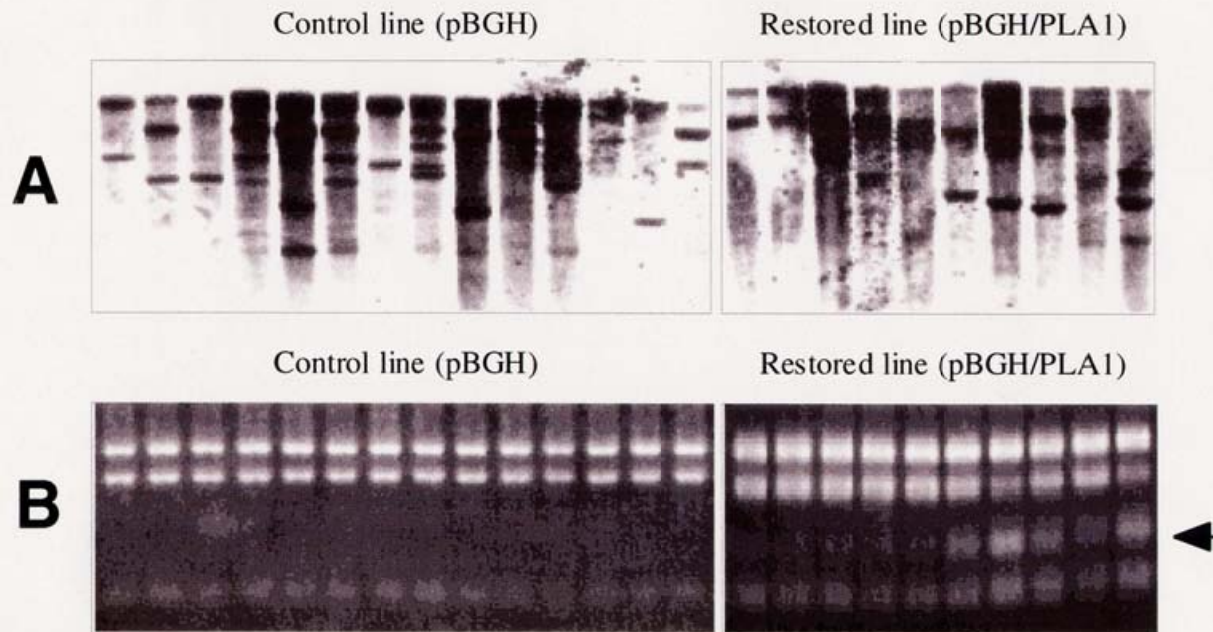 Control line (pBGH)
Restored line (pBGH/PLA1)
A
Control line (pBGH)
Restored line (pBGH/PLA1)
B